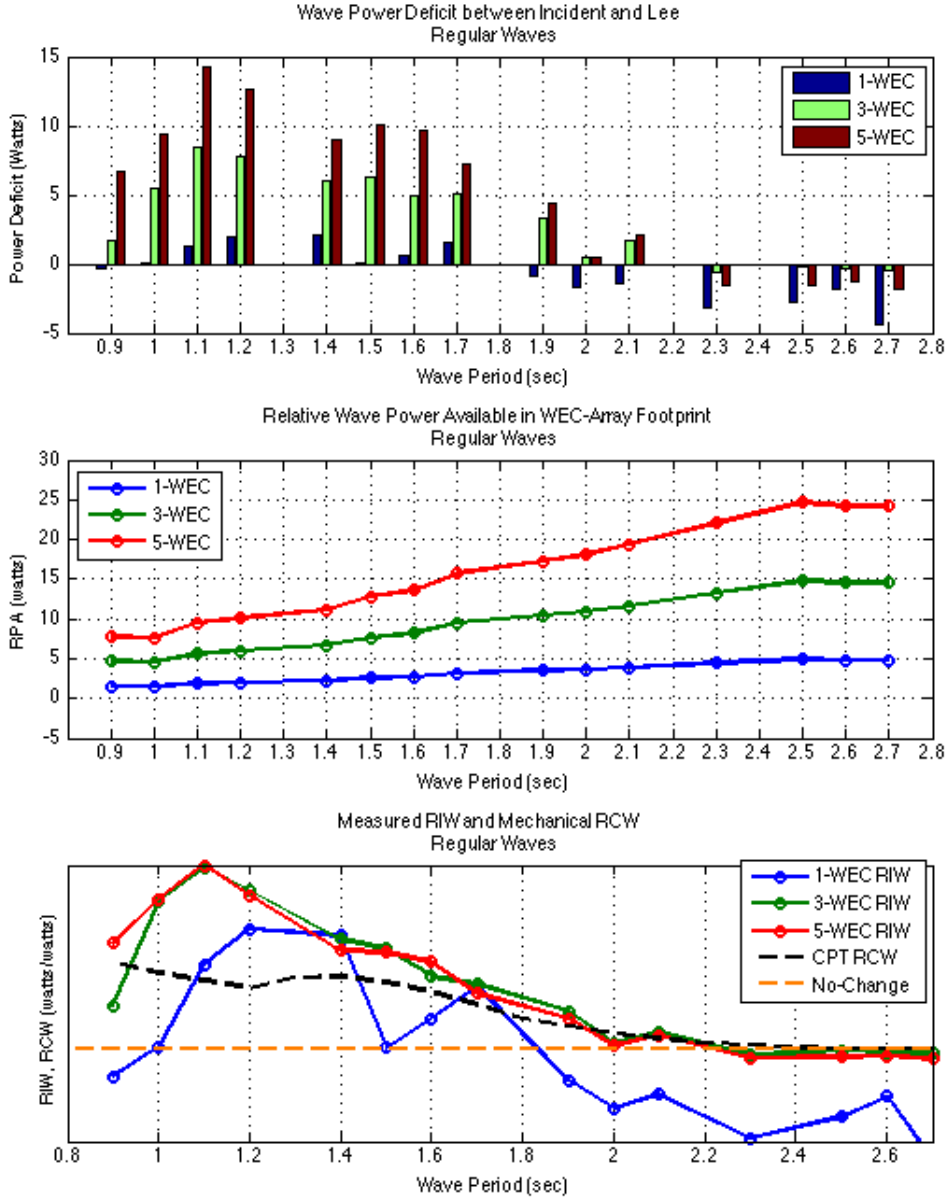 Wave Power Deficit between Incident and Lee
Regular Waves
Power Deficit (Watts)
15
10
5
0
-5
1-WEC
3-WEC
5-WEC
0.9 1 1.1 1.2 1.3 1.4 1.5 1.6 1.7 1.8 1.9 2 2.1 2.2 2.3 2.4 2.5 2.6 2.7 2.8
Wave Period (sec)
Relative Wave Power Available in WEC-Array Footprint
Regular Waves
RPA (watts)
30
25
20
15
10
5
0
-5
1-WEC
3-WEC
5-WEC
0.9 1 1.1 1.2 1.3 1.4 1.5 1.6 1.7 1.8 1.9 2 2.1 2.2 2.3 2.4 2.5 2.6 2.7 2.8
Wave Period (sec)
Measured RIW and Mechanical RCW
Regular Waves
RIW, RCW (watts/watts)
1-WEC RIW
3-WEC RIW
5-WEC RIW
CPT RCW
No-Change
0.8 1 1.2 1.4 1.6 1.8 2 2.2 2.4 2.6
Wave Period (sec)